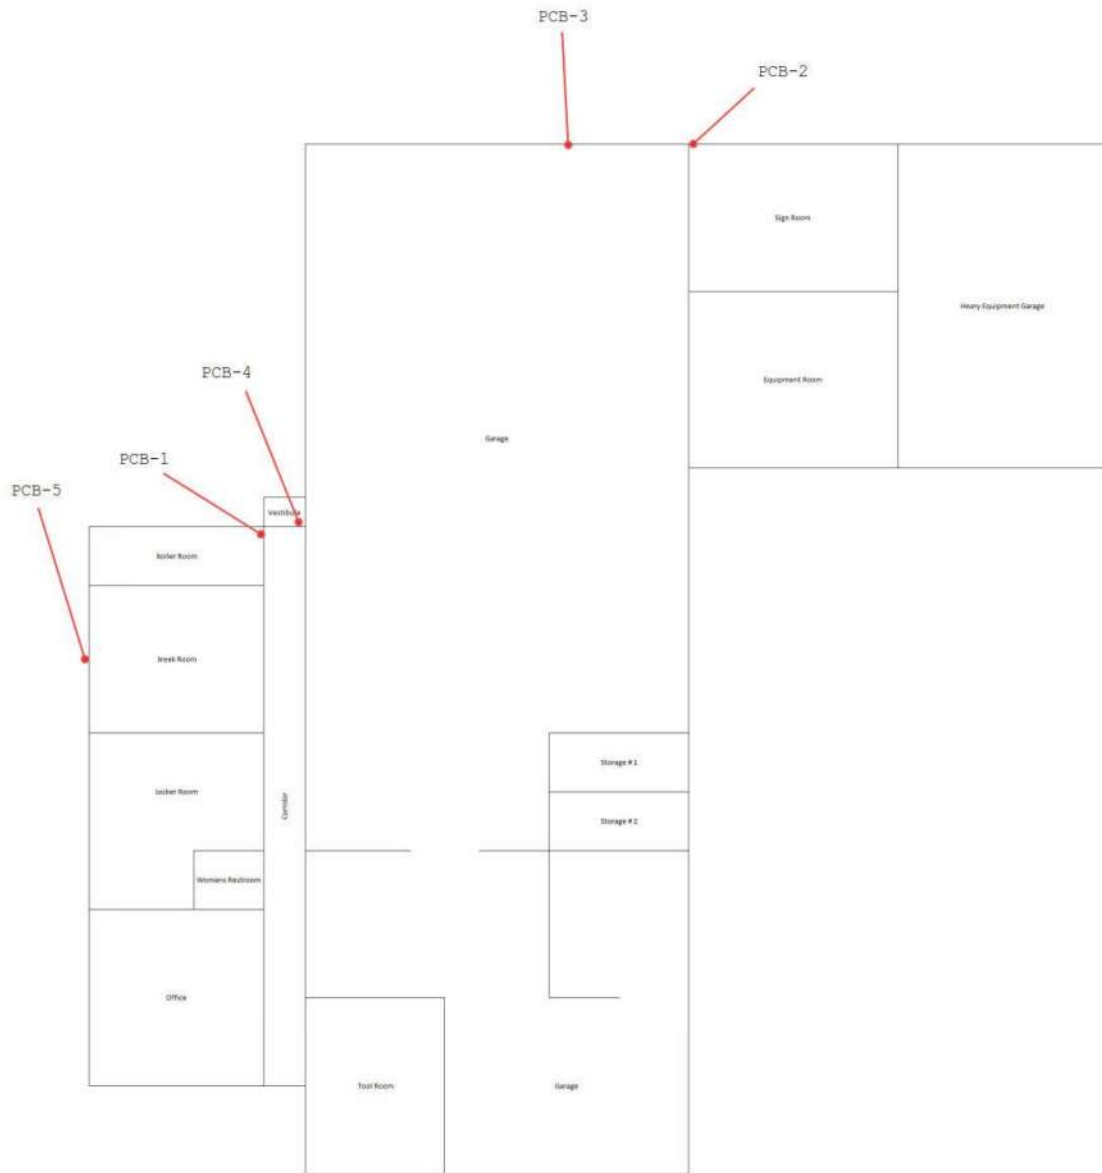 PCB-3
PCB-2
Sign Room
Heavy Equipment Garage
PCB-4
Equipment Room
Garage
PCB-1
PCB-5
Vestibule
Boiler Room
Break Room
Storage # 1
Locker Room
Corridor
Storage # 2
Womans Restroom
Office
Tool Room
Garage